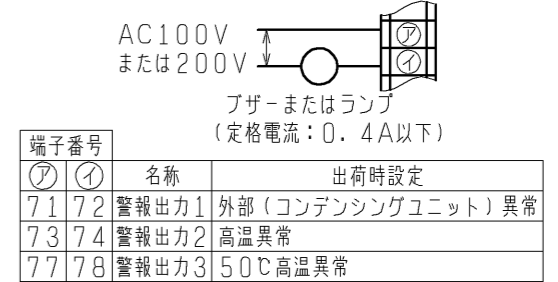 AC100V
または200V
㋐
㋑
ブザーまたはランプ
(定格電流:0.4A以下)
端子番号
㋐ ㋑ 名称 出荷時設定
71 72 警報出力1 外部(コンデンシングユニット)異常
73 74 警報出力2 高温異常
77 78 警報出力3 50℃高温異常